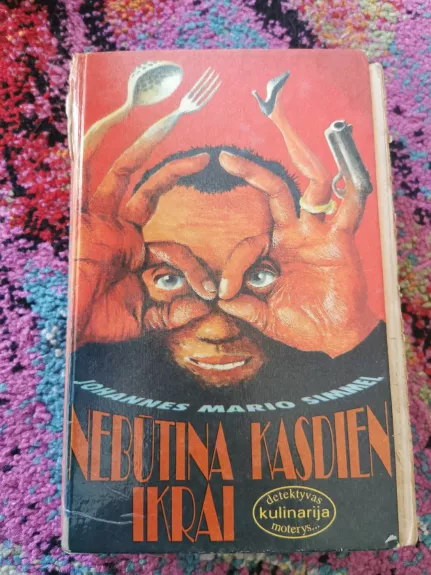 JOHANNES MARIO SIMMEL
NEBŪTINA KASDIEN
IKRAI
detektyvas
kulinarija
moterys...